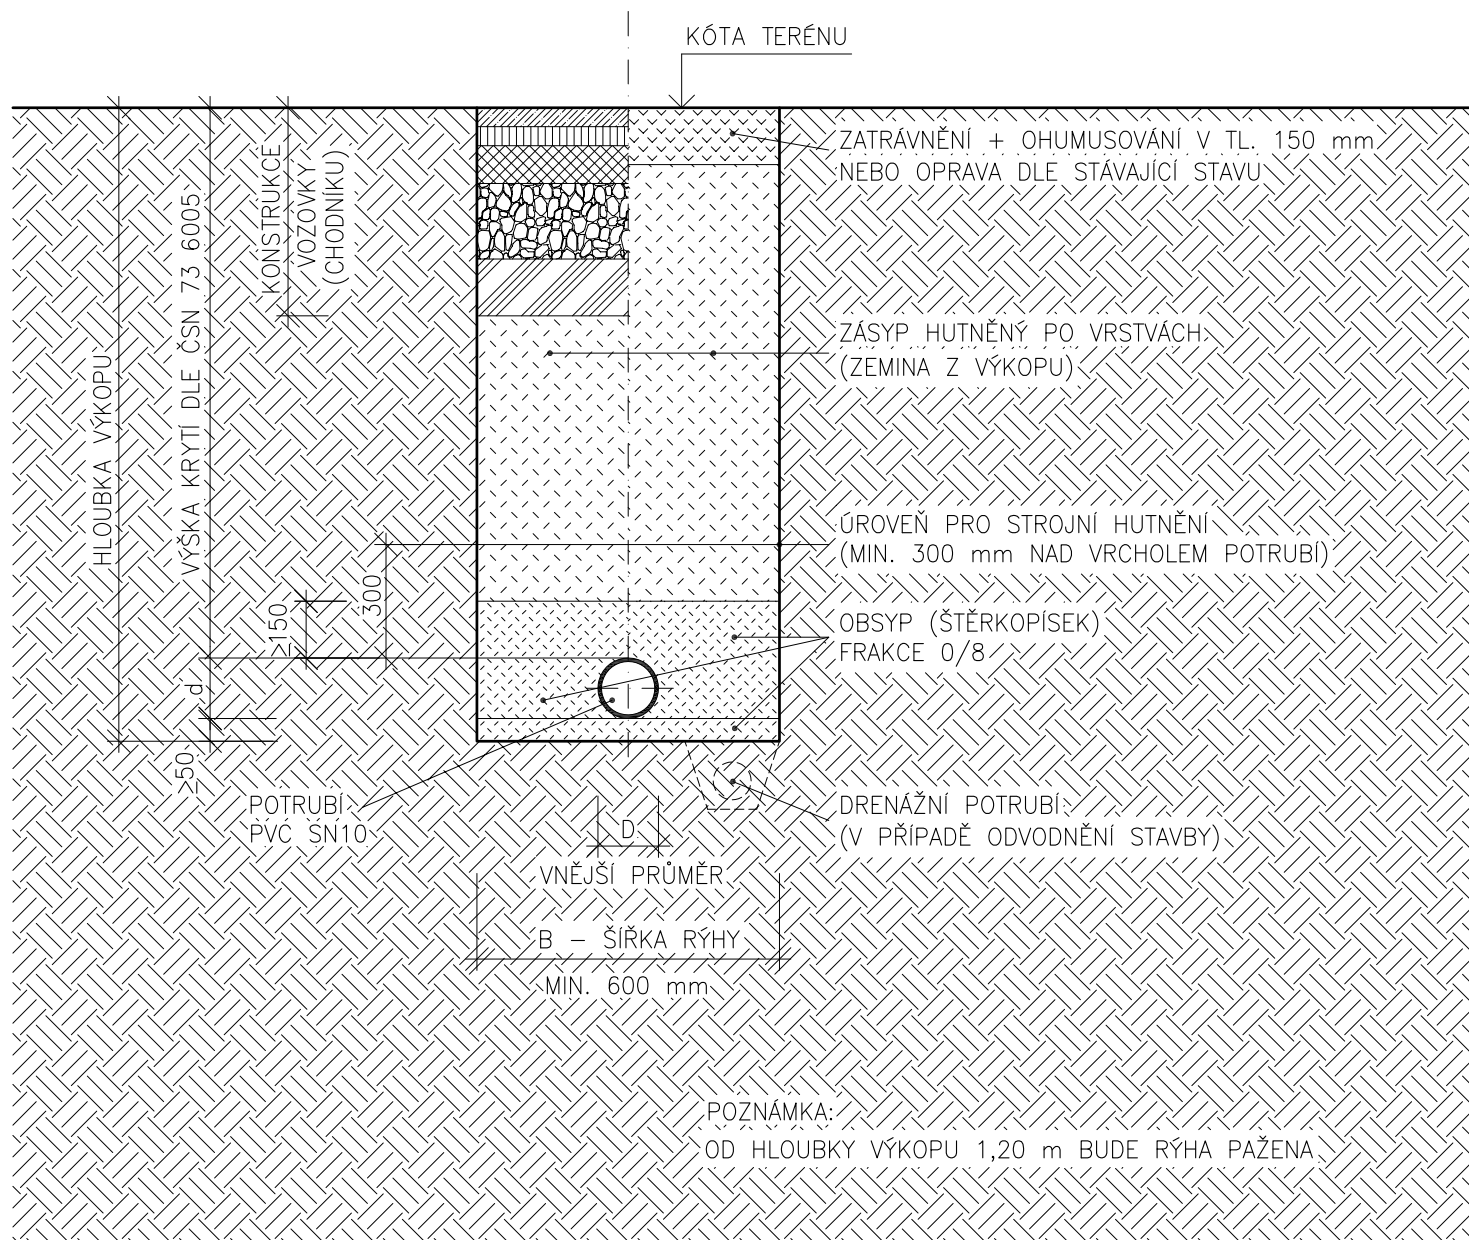 KÓTA TERÉNU
ZATRÁVNĚNÍ + OHUMUSOVÁNÍ V TL. 150 mm
NEBO OPRAVA DLE STÁVAJÍCÍ STAVU
KONSTRUKCE
VOZOVKY
(CHODNÍKU)
HLOUBKA VÝKOPU
VÝŠKA KRYTÍ DLE ČSN 73 6005
ZÁSYP HUTNĚNÝ PO VRSTVÁCH
(ZEMINA Z VÝKOPU)
ÚROVEŇ PRO STROJNÍ HUTNĚNÍ
(MIN. 300 mm NAD VRCHOLEM POTRUBÍ)
≥150
300
OBSYP (ŠTĚRKOPÍSEK)
FRAKCE 0/8
d
≥50
POTRUBÍ
PVC SN10
DRENÁŽNÍ POTRUBÍ
(V PŘÍPADĚ ODVODNĚNÍ STAVBY)
D
VNĚJŠÍ PRŮMĚR
B – ŠÍŘKA RÝHY
MIN. 600 mm
POZNÁMKA:
OD HLOUBKY VÝKOPU 1,20 m BUDE RÝHA PAŽENA